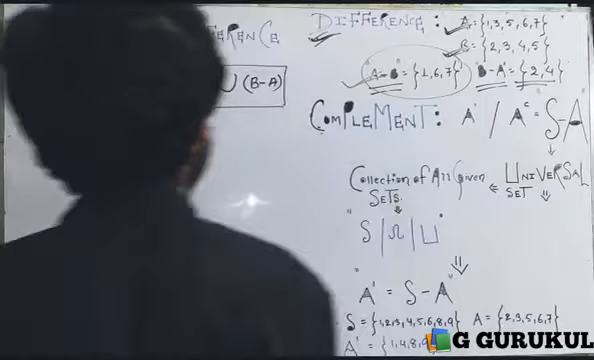 DIFFERENCE: A={1,3,5,6,7}
B={2,3,4,5}
"A-B"={1,6,7} "B-A"={2,4}
∪ (B-A)
COMPLEMENT: A' / Aᶜ = "S-A"
Collection of All Given ⇐ UNIVERSAL
SETS. SET
"S/Ω/U"
"A' = S-A"
S={1,2,3,4,5,6,8,9} A={2,3,5,6,7}
A'={1,4,8,9
G GURUKUL